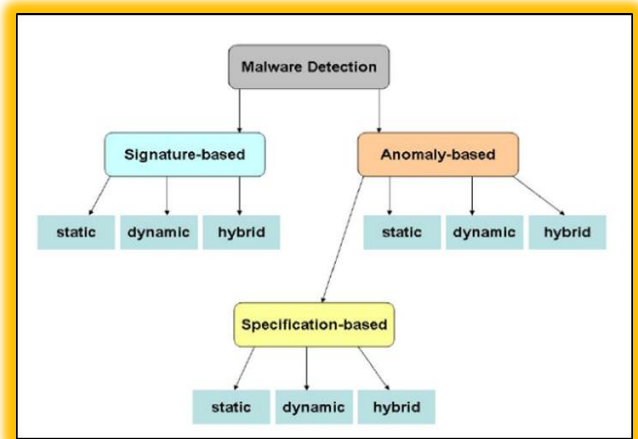 Malware Detection
Signature-based
Anomaly-based
static
dynamic
hybrid
static
dynamic
hybrid
Specification-based
static
dynamic
hybrid